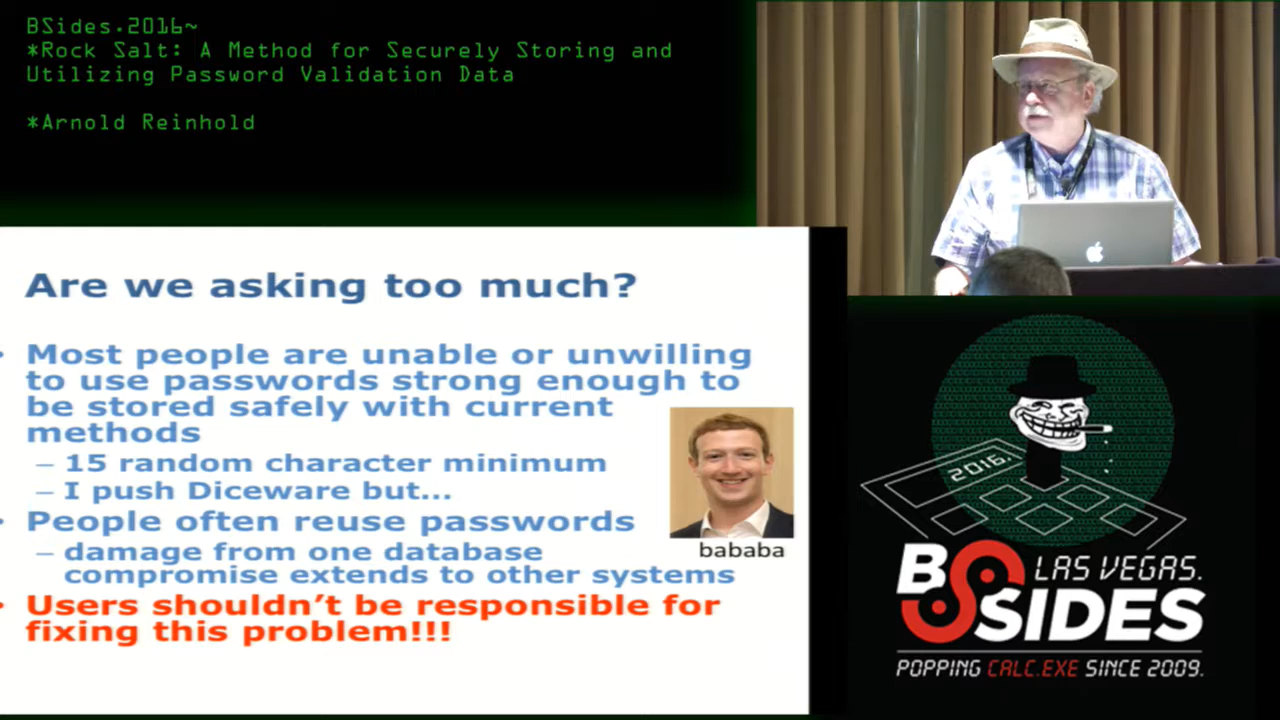 BSides.2016~
*Rock Salt: A Method for Securely Storing and
Utilizing Password Validation Data
*Arnold Reinhold
Are we asking too much?
• Most people are unable or unwilling
to use passwords strong enough to
be stored safely with current
methods
– 15 random character minimum
– I push Diceware but...
• People often reuse passwords
– damage from one database
compromise extends to other systems
• Users shouldn't be responsible for
fixing this problem!!!
bababa
2016.
BSIDES
LAS VEGAS.
POPPING CALC.EXE SINCE 2009.